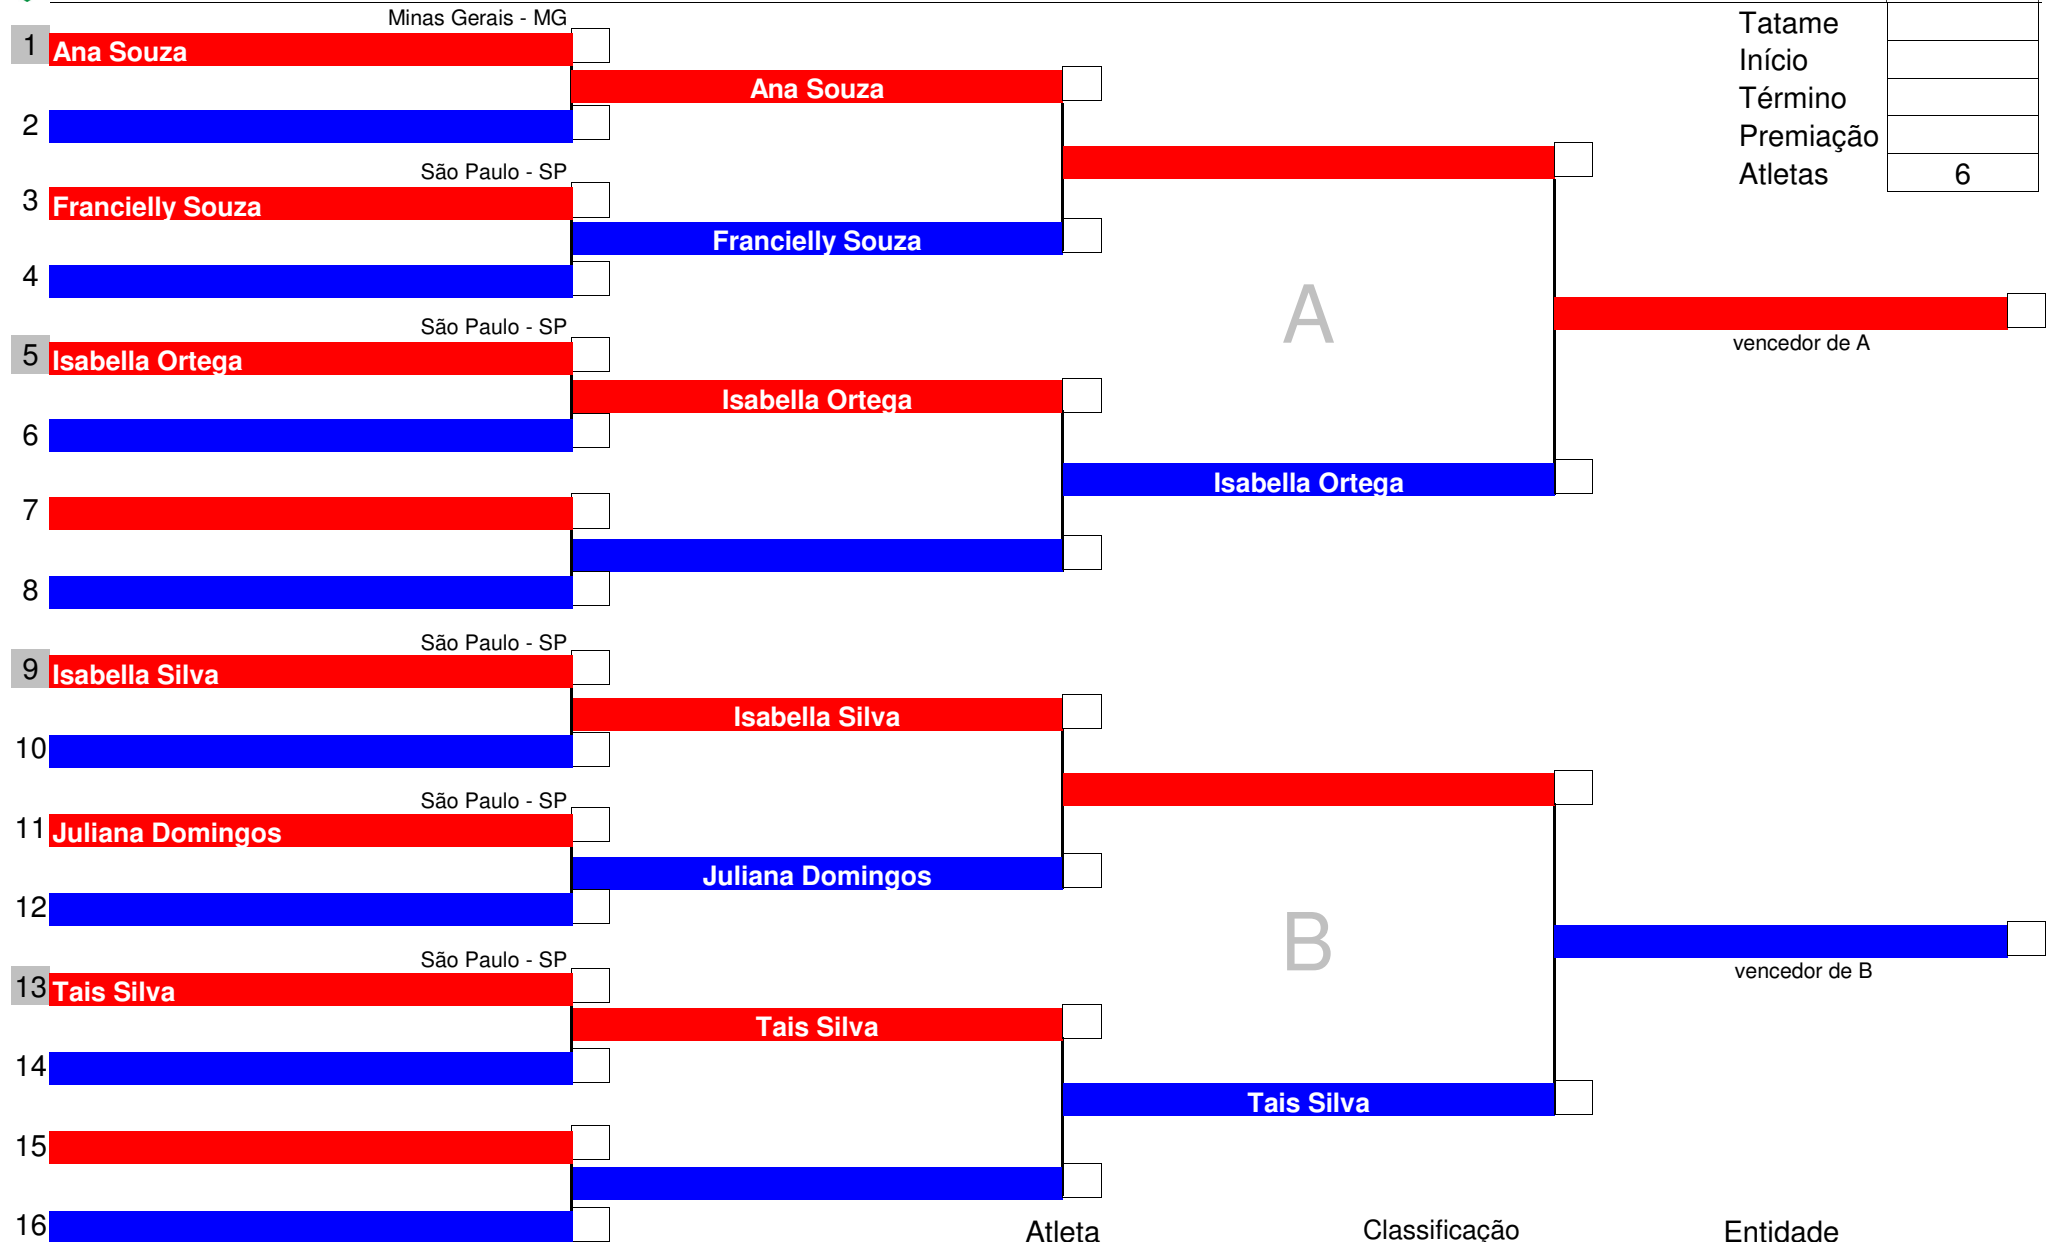 Minas Gerais - MG
Tatame
1 Ana Souza
Início
Ana Souza
Término
2
Premiação
São Paulo - SP
Atletas 6
3 Francielly Souza
Francielly Souza
4
A
São Paulo - SP
vencedor de A
5 Isabella Ortega
Isabella Ortega
6
Isabella Ortega
7
8
São Paulo - SP
9 Isabella Silva
Isabella Silva
10
São Paulo - SP
11 Juliana Domingos
Juliana Domingos
12
B
São Paulo - SP
vencedor de B
13 Tais Silva
Tais Silva
14
Tais Silva
15
16
Atleta Classificação Entidade